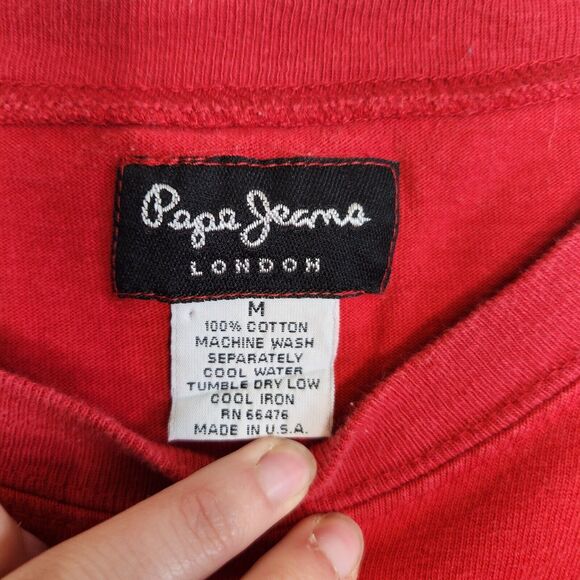 Pepe Jeans
LONDON
M
100% COTTON
MACHINE WASH
SEPARATELY
COOL WATER
TUMBLE DRY LOW
COOL IRON
RN 66476
MADE IN U.S.A.